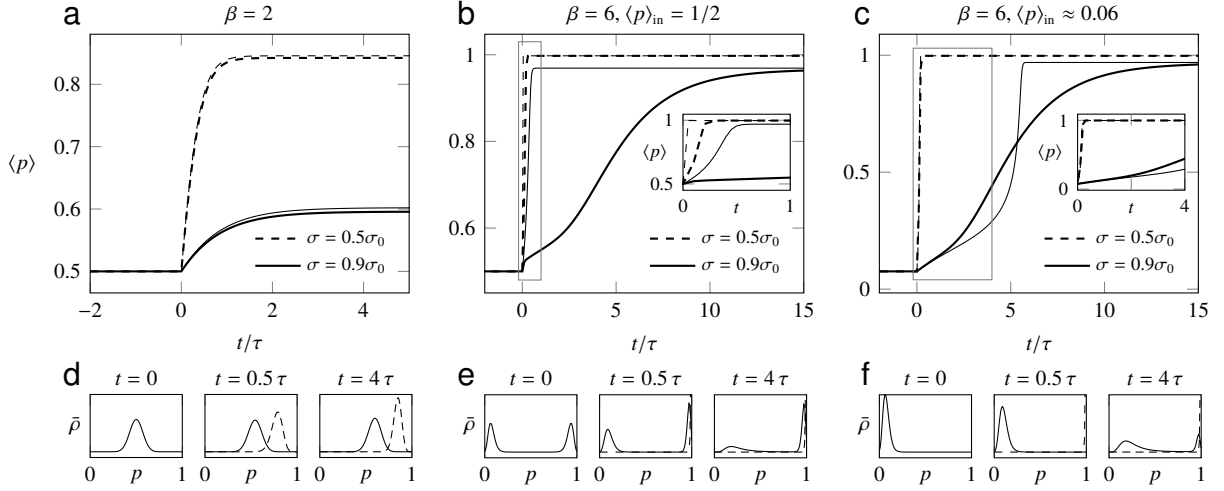 a β = 2
0.8
0.7
0.6
0.5
⟨p⟩
−2 0 2 4
t/τ
σ = 0.5σ0
σ = 0.9σ0
b β = 6, ⟨p⟩in = 1/2
1
0.8
0.6
0 5 10 15
t/τ
σ = 0.5σ0
σ = 0.9σ0
1
⟨p⟩
0.5
0 t 1
c β = 6, ⟨p⟩in ≈ 0.06
1
0.5
0
0 5 10 15
t/τ
σ = 0.5σ0
σ = 0.9σ0
1
⟨p⟩
0
0 t 4
d t = 0 t = 0.5 τ t = 4 τ
ρ̄
0 p 1 0 p 1 0 p 1
e t = 0 t = 0.5 τ t = 4 τ
ρ̄
0 p 1 0 p 1 0 p 1
f t = 0 t = 0.5 τ t = 4 τ
ρ̄
0 p 1 0 p 1 0 p 1